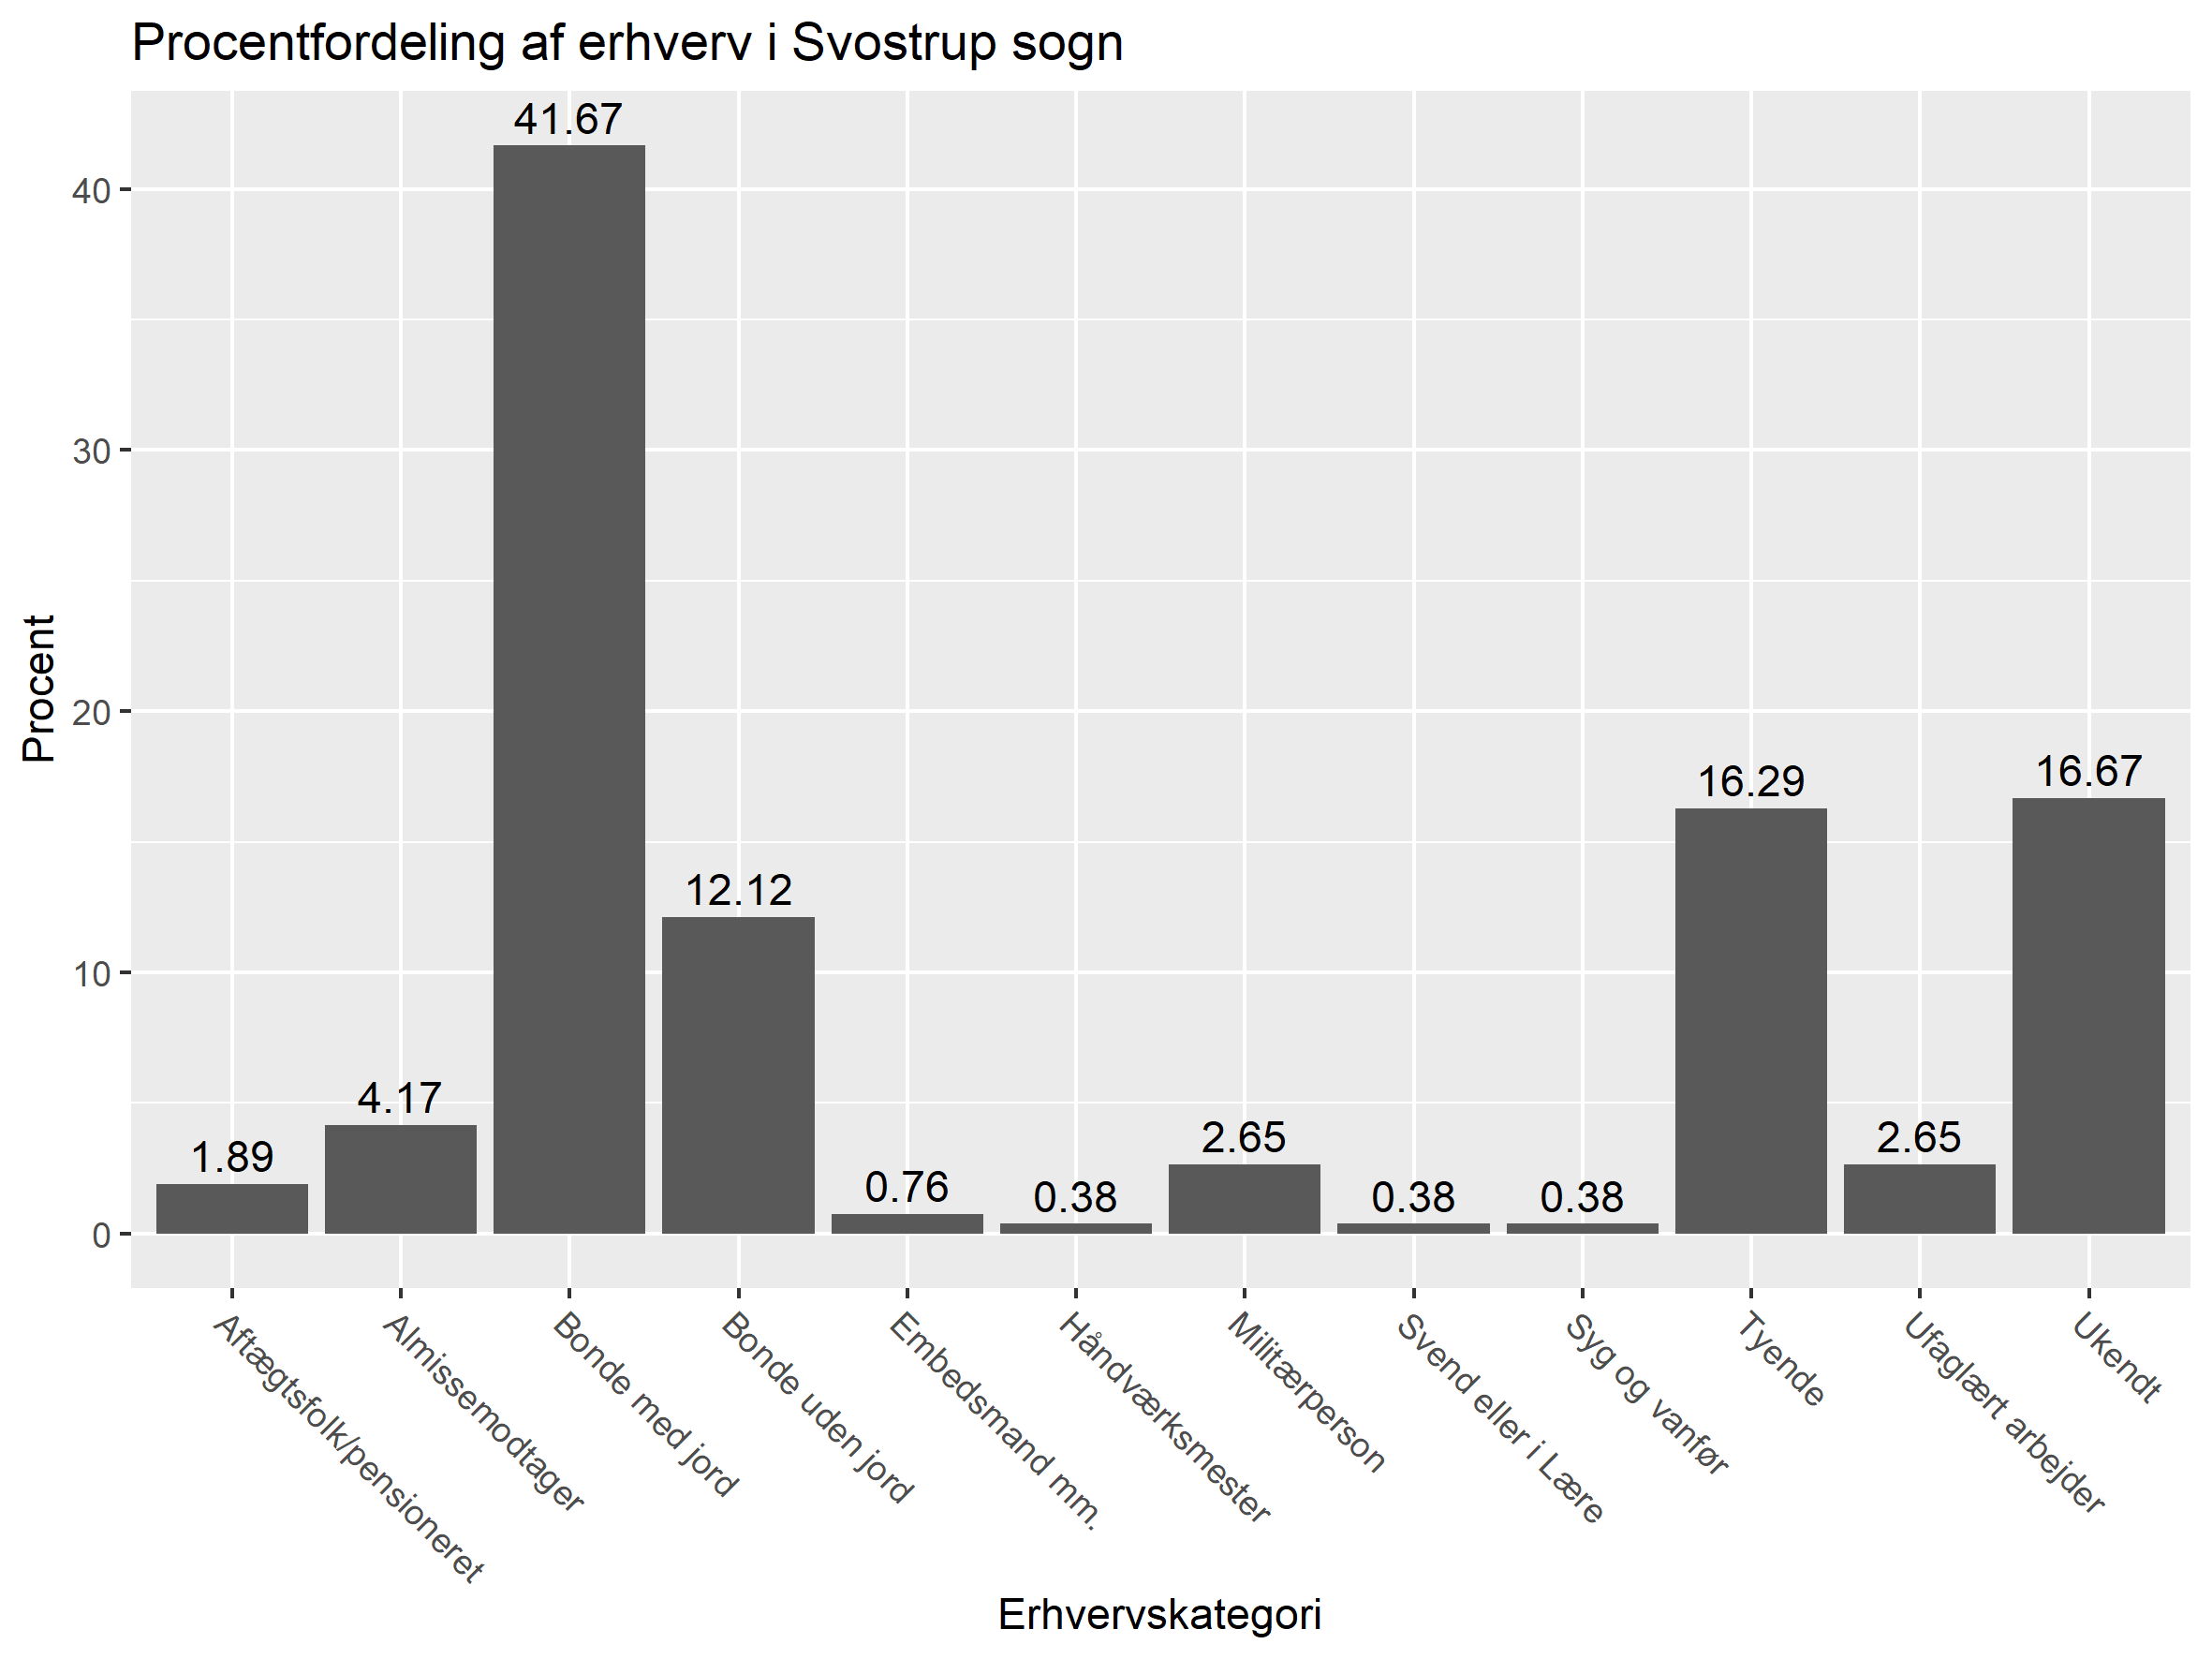 Procentfordeling af erhverv i Svostrup sogn
Procent
40
30
20
10
0
1.89
4.17
41.67
12.12
0.76
0.38
2.65
0.38
0.38
16.29
2.65
16.67
Aftægtsfolk/pensioneret
Almissemodtager
Bonde med jord
Bonde uden jord
Embedsmand mm.
Håndværksmester
Militærperson
Svend eller i Lære
Syg og vanfør
Tyende
Ufaglært arbejder
Ukendt
Erhvervskategori